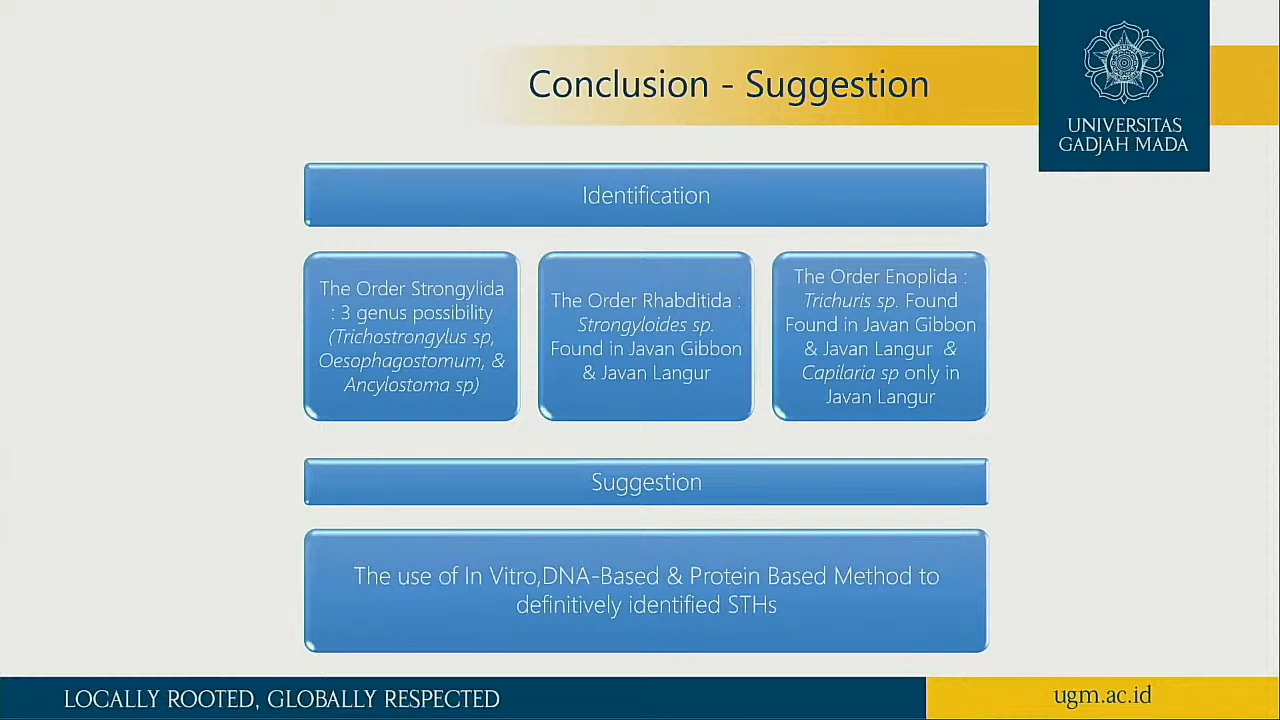 Conclusion - Suggestion
UNIVERSITAS
GADJAH MADA
Identification
The Order Strongylida
: 3 genus possibility
(Trichostrongylus sp,
Oesophagostomum, &
Ancylostoma sp)
The Order Rhabditida :
Strongyloides sp.
Found in Javan Gibbon
& Javan Langur
The Order Enoplida :
Trichuris sp. Found
Found in Javan Gibbon
& Javan Langur &
Capilaria sp only in
Javan Langur
Suggestion
The use of In Vitro,DNA-Based & Protein Based Method to
definitively identified STHs
LOCALLY ROOTED, GLOBALLY RESPECTED
ugm.ac.id